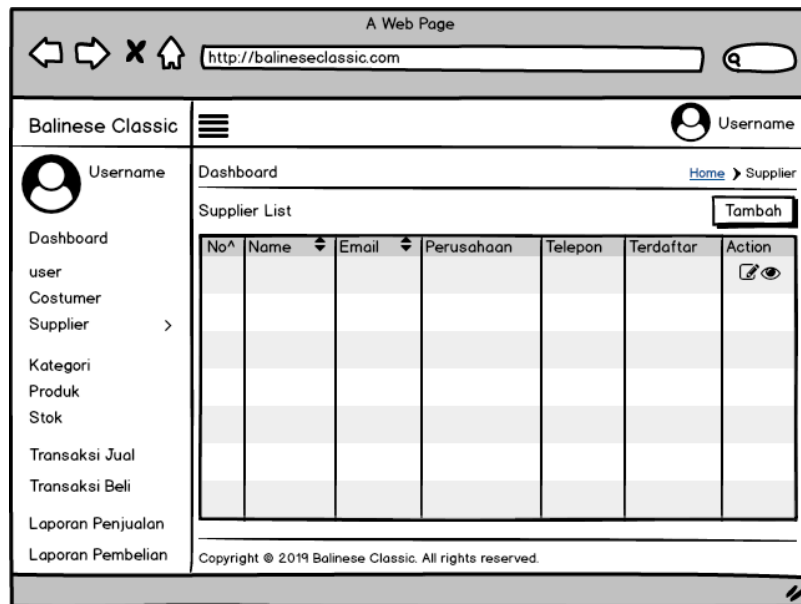 A Web Page
http://balineseclassic.com
Balinese Classic
Username
Username
Dashboard
user
Costumer
Supplier >
Kategori
Produk
Stok
Transaksi Jual
Transaksi Beli
Laporan Penjualan
Laporan Pembelian
Dashboard
Home > Supplier
Supplier List
Tambah
No^ Name Email Perusahaan Telepon Terdaftar Action
Copyright © 2019 Balinese Classic. All rights reserved.